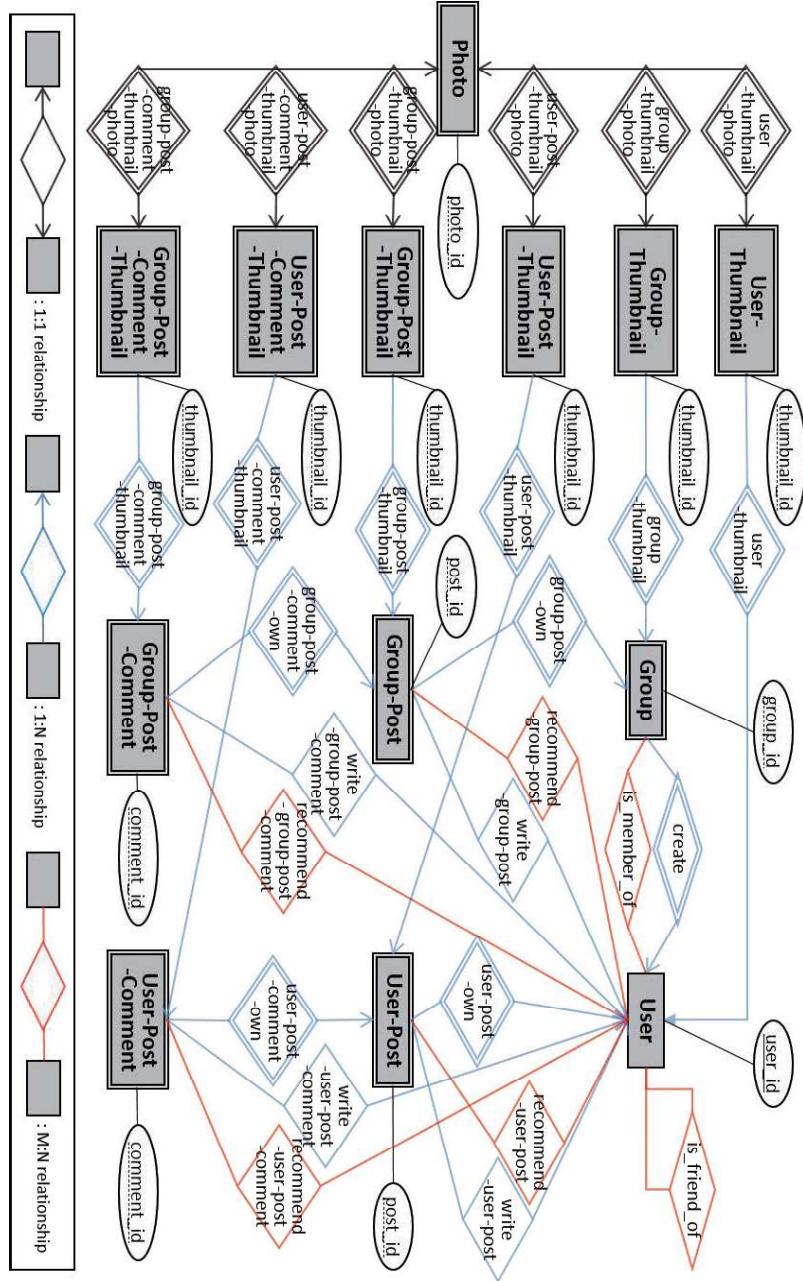 user
-thumbnail
-photo
User-
Thumbnail
thumbnail_id
user
-thumbnail
group_id
create
user_id
is_friend_of
group
-thumbnail
-photo
Group-
Thumbnail
thumbnail_id
group
-thumbnail
Group
is_member_of
User
user-post
-thumbnail
-photo
User-Post
-Thumbnail
thumbnail_id
user-post
-thumbnail
group-post
-own
recommend
-group-post
write
-group-post
user-post
-own
recommend
-user-post
write
-user-post
Photo
photo_id
post_id
group-post
-thumbnail
-photo
Group-Post
-Thumbnail
thumbnail_id
group-post
-thumbnail
Group-Post
User-Post
post_id
user-post
-comment
-thumbnail
-photo
User-Post
-Comment
-Thumbnail
thumbnail_id
user-post
-comment
-thumbnail
group-post
-comment
-own
write
-group-post
-comment
recommend
-group-post
-comment
user-post
-comment
-own
write
-user-post
-comment
recommend
-user-post
-comment
group-post
-comment
-thumbnail
-photo
Group-Post
-Comment
-Thumbnail
thumbnail_id
group-post
-comment
-thumbnail
Group-Post
-Comment
comment_id
User-Post
-Comment
comment_id
: 1:1 relationship
: 1:N relationship
: M:N relationship